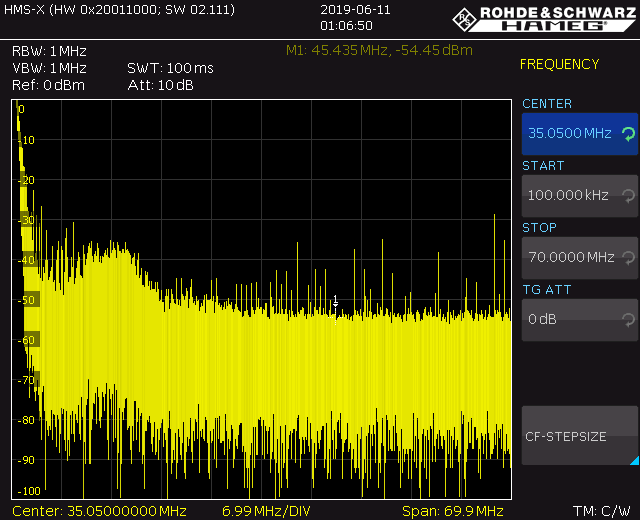 HMS-X (HW 0x20011000; SW 02.111)
2019-06-11
01:06:50
ROHDE & SCHWARZ
HAMEG
RBW: 1 MHz
VBW: 1 MHz
SWT: 100 ms
Ref: 0 dBm
Att: 10 dB
M1: 45.435 MHz, -54.45 dBm
FREQUENCY
CENTER
35.0500 MHz
START
100.000 kHz
STOP
70.0000 MHz
TG ATT
0 dB
CF-STEPSIZE
0
-10
-20
-30
-40
-50
-60
-70
-80
-90
-100
1
Center: 35.05000000 MHz
6.99 MHz/DIV
Span: 69.9 MHz
TM: C/W